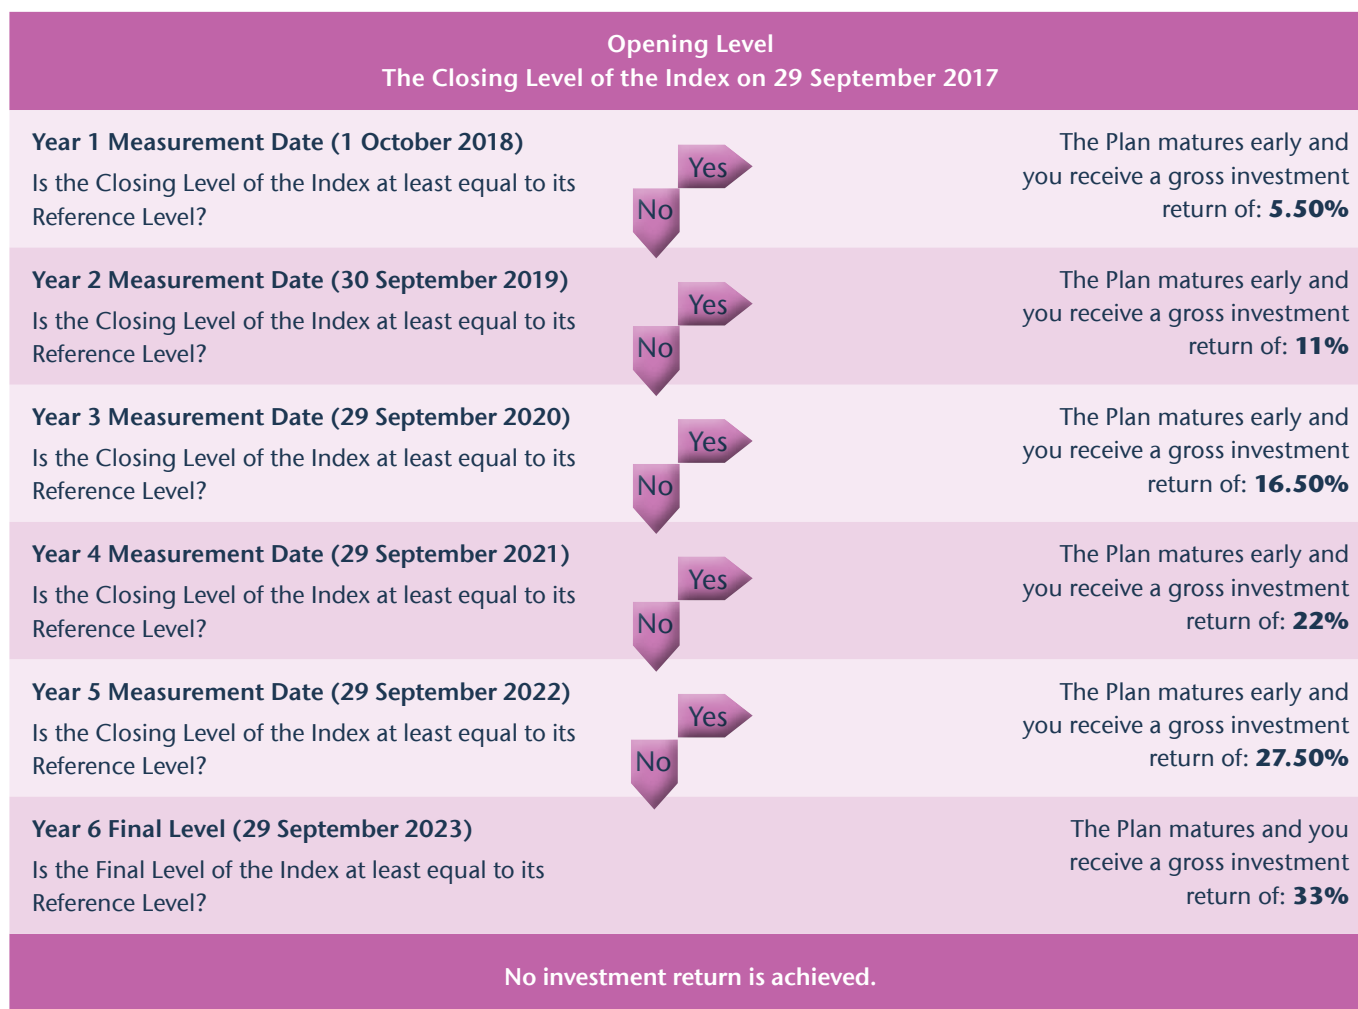 Opening Level
The Closing Level of the Index on 29 September 2017
Year 1 Measurement Date (1 October 2018)
Is the Closing Level of the Index at least equal to its
Reference Level?
Yes
No
The Plan matures early and
you receive a gross investment
return of: 5.50%
Year 2 Measurement Date (30 September 2019)
Is the Closing Level of the Index at least equal to its
Reference Level?
Yes
No
The Plan matures early and
you receive a gross investment
return of: 11%
Year 3 Measurement Date (29 September 2020)
Is the Closing Level of the Index at least equal to its
Reference Level?
Yes
No
The Plan matures early and
you receive a gross investment
return of: 16.50%
Year 4 Measurement Date (29 September 2021)
Is the Closing Level of the Index at least equal to its
Reference Level?
Yes
No
The Plan matures early and
you receive a gross investment
return of: 22%
Year 5 Measurement Date (29 September 2022)
Is the Closing Level of the Index at least equal to its
Reference Level?
Yes
No
The Plan matures early and
you receive a gross investment
return of: 27.50%
Year 6 Final Level (29 September 2023)
Is the Final Level of the Index at least equal to its
Reference Level?
The Plan matures and you
receive a gross investment
return of: 33%
No investment return is achieved.